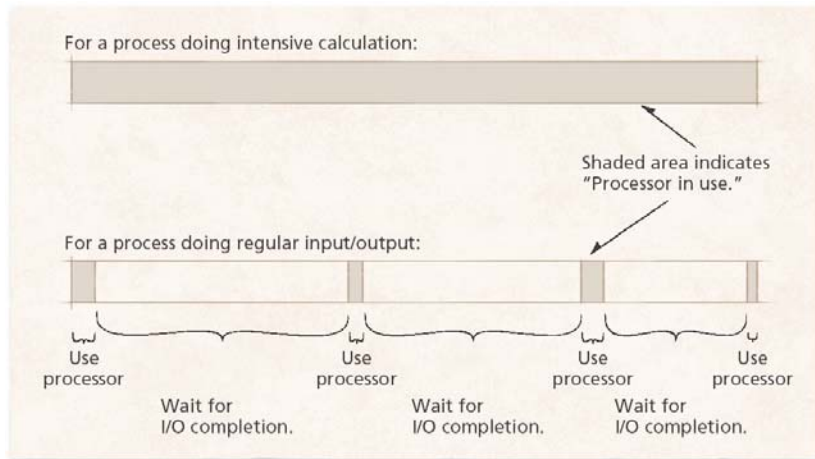 For a process doing intensive calculation:
Shaded area indicates
"Processor in use."
For a process doing regular input/output:
Use
processor
Use
processor
Use
processor
Use
processor
Wait for
I/O completion.
Wait for
I/O completion.
Wait for
I/O completion.